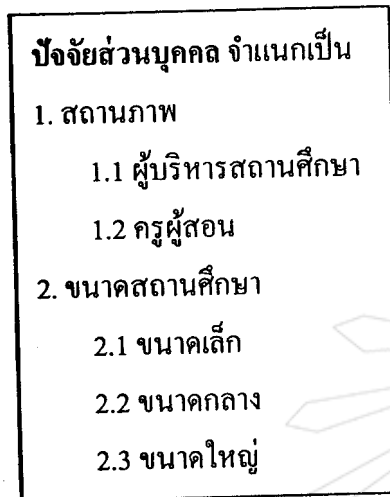 ปัจจัยส่วนบุคคล จำแนกเป็น
1. สถานภาพ
1.1 ผู้บริหารสถานศึกษา
1.2 ครูผู้สอน
2. ขนาดสถานศึกษา
2.1 ขนาดเล็ก
2.2 ขนาดกลาง
2.3 ขนาดใหญ่